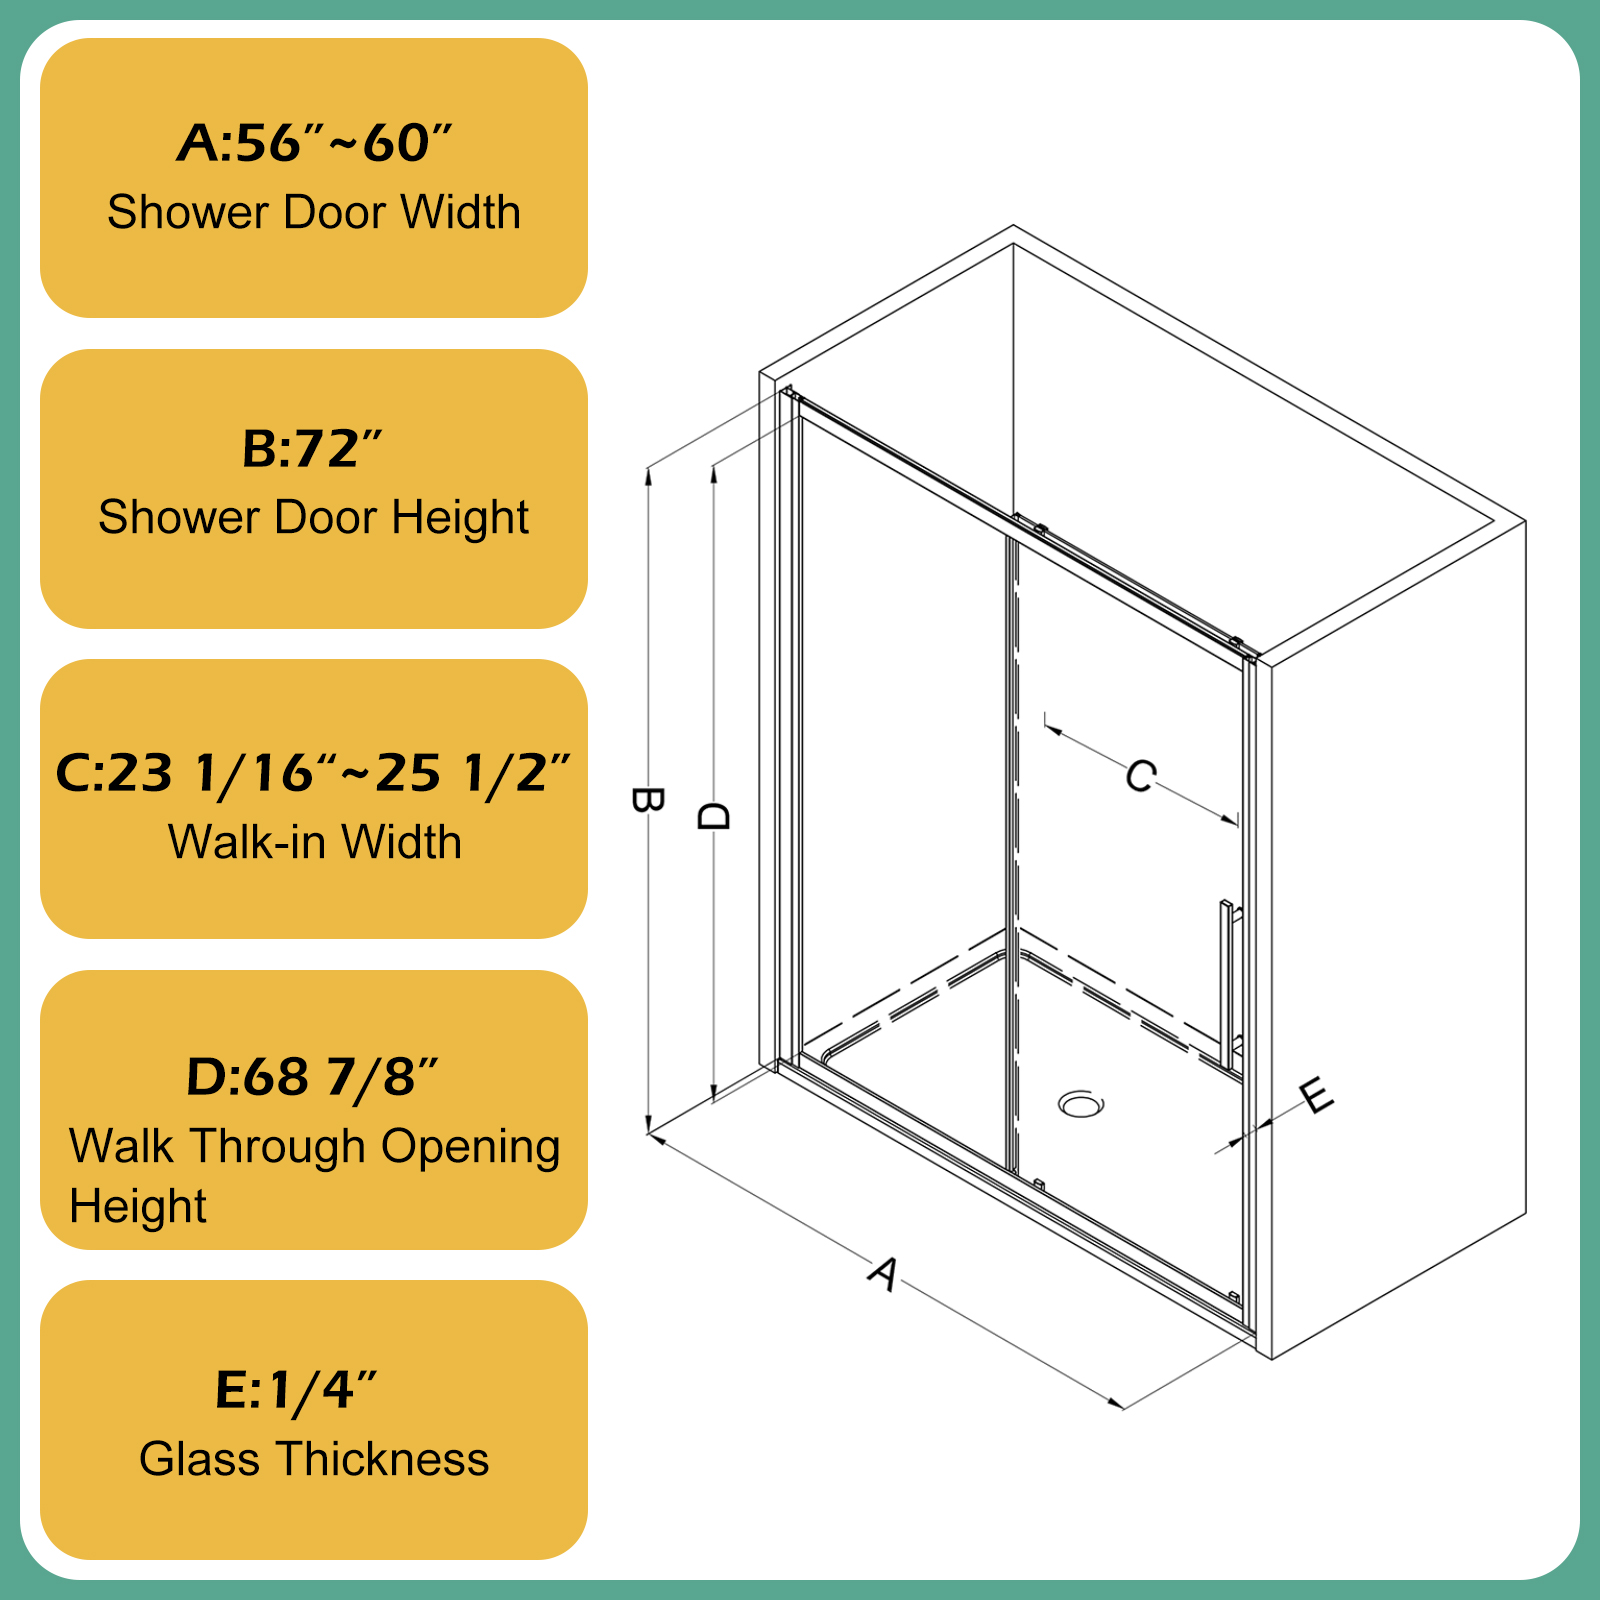 A:56″~60″
Shower Door Width
B:72″
Shower Door Height
C:23 1/16“~25 1/2″
Walk-in Width
D:68 7/8″
Walk Through Opening
Height
E:1/4″
Glass Thickness
B
D
C
E
A